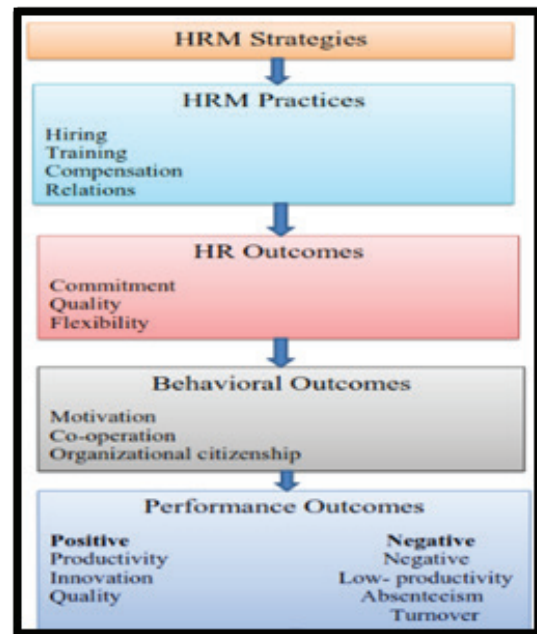 HRM Strategies
HRM Practices
Hiring
Training
Compensation
Relations
HR Outcomes
Commitment
Quality
Flexibility
Behavioral Outcomes
Motivation
Co-operation
Organizational citizenship
Performance Outcomes
Positive Negative
Productivity Negative
Innovation Low- productivity
Quality Absenteeism
Turnover